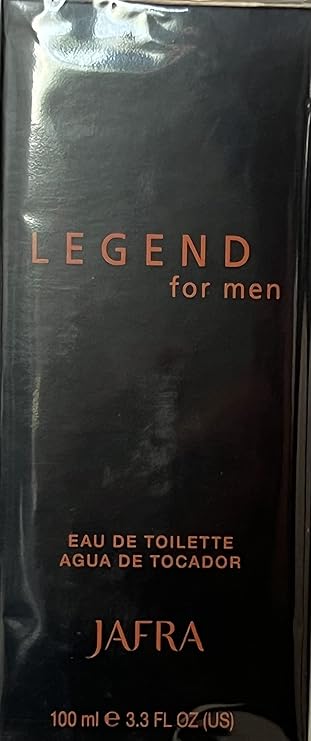 LEGEND
for men
EAU DE TOILETTE
AGUA DE TOCADOR
JAFRA
100 ml e 3.3 FL OZ (US)